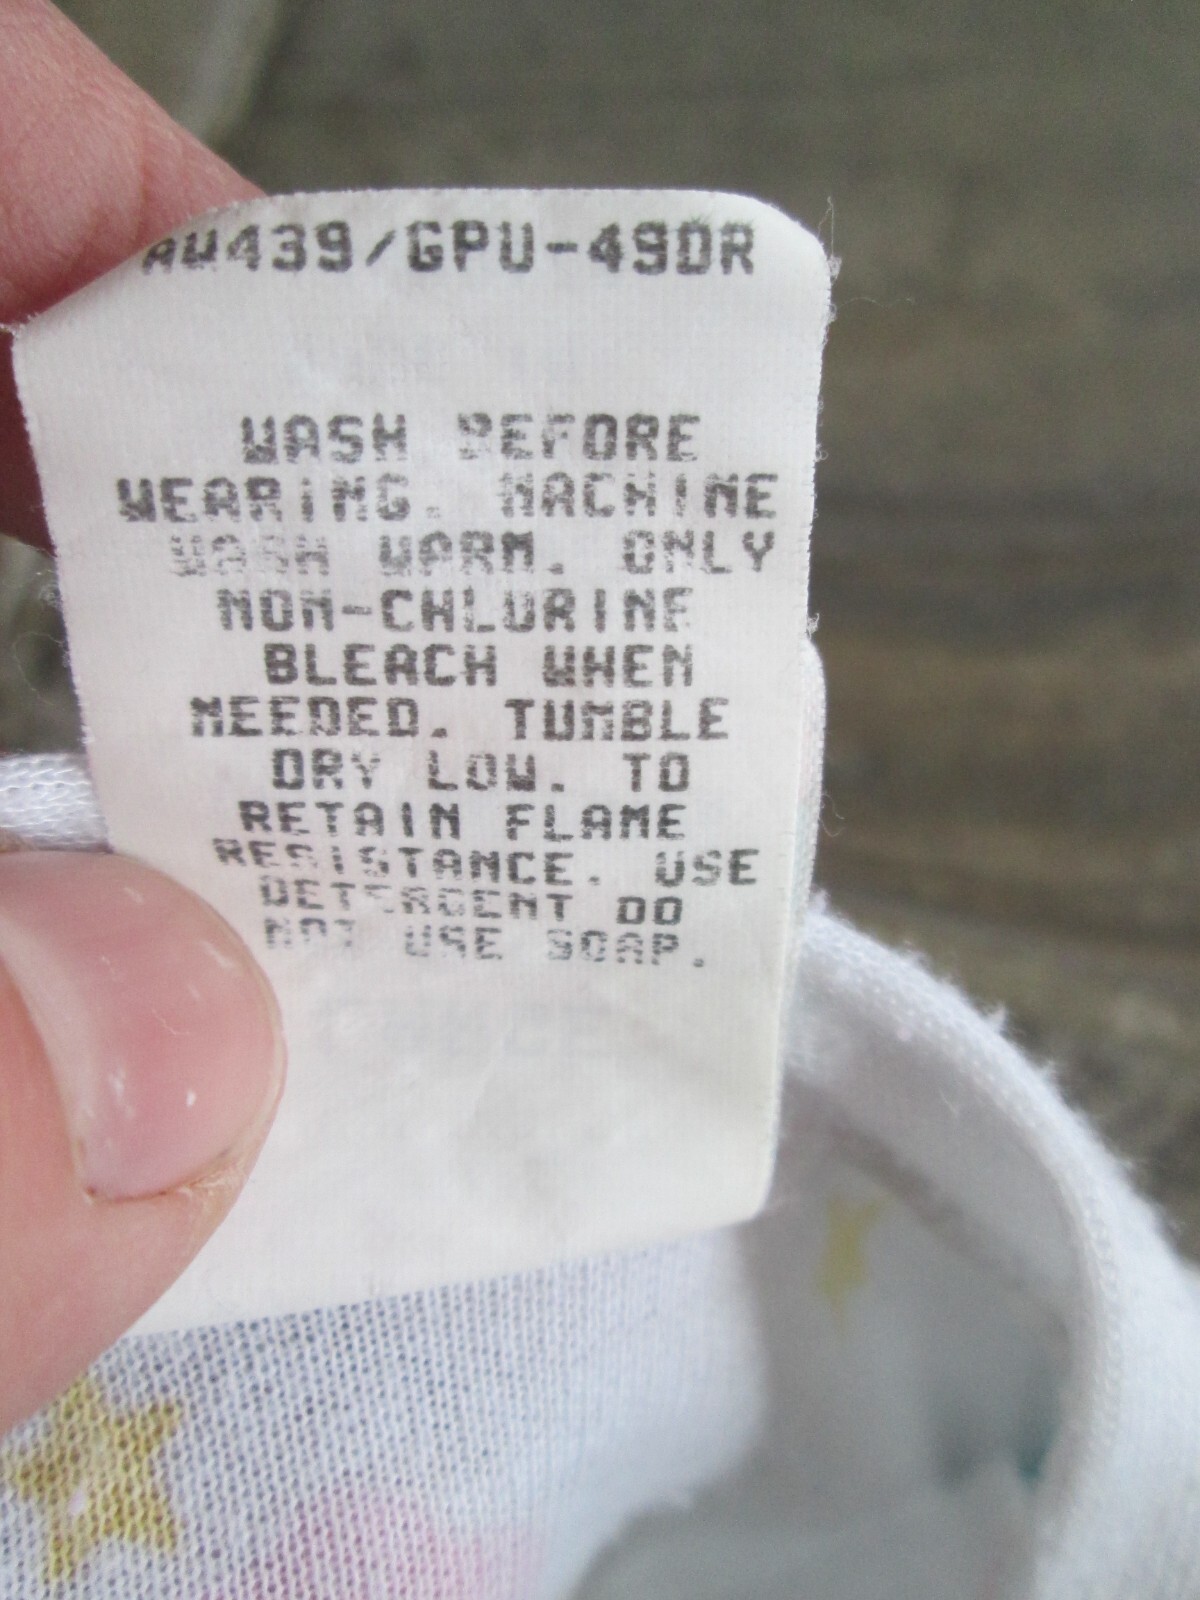 AW439/GPU-49DR
WASH BEFORE
WEARING. MACHINE
WASH WARM. ONLY
NON-CHLORINE
BLEACH WHEN
NEEDED. TUMBLE
DRY LOW. TO
RETAIN FLAME
RESISTANCE. USE
DETERGENT DO
NOT USE SOAP.